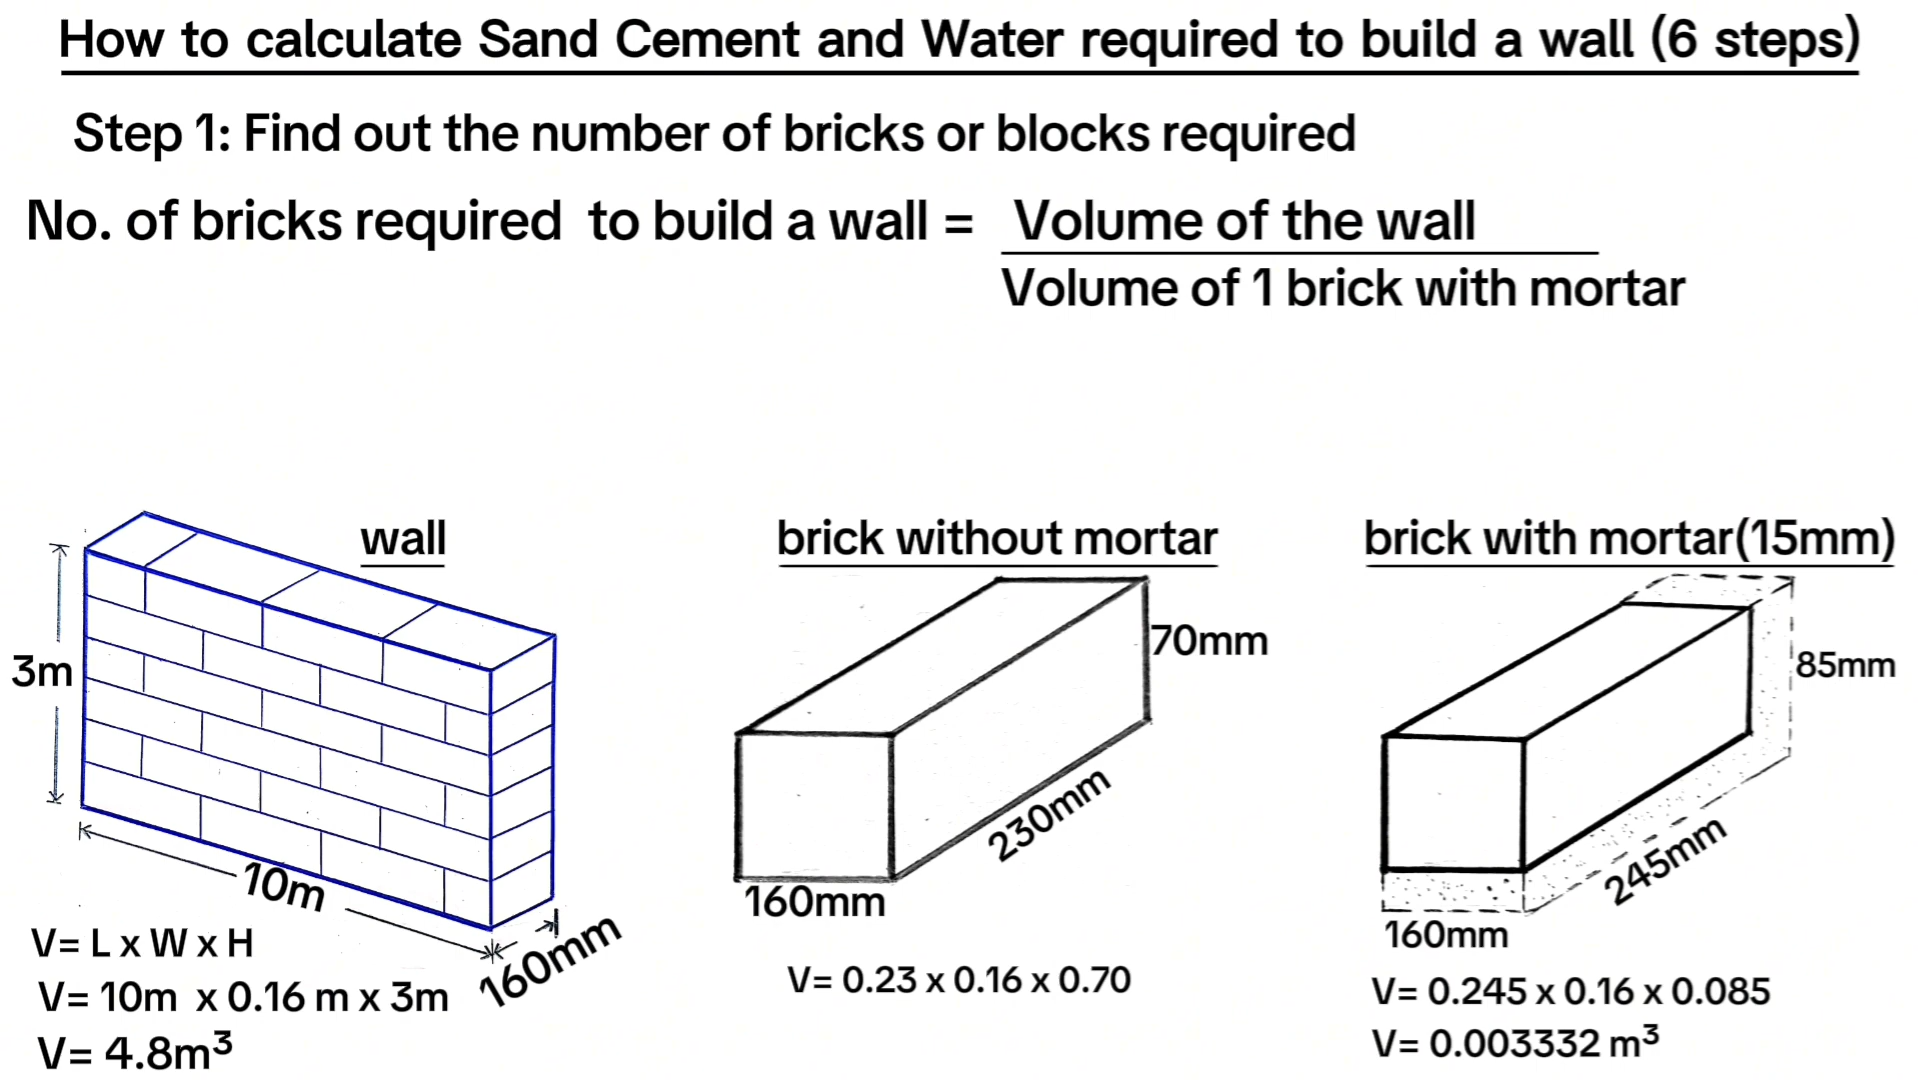 How to calculate Sand Cement and Water required to build a wall (6 steps)
Step 1: Find out the number of bricks or blocks required
No. of bricks required to build a wall = Volume of the wall
Volume of 1 brick with mortar
wall
3m
10m
160mm
V= L x W x H
V= 10m x 0.16 m x 3m
V= 4.8m³
brick without mortar
70mm
230mm
160mm
V= 0.23 x 0.16 x 0.70
brick with mortar(15mm)
85mm
245mm
160mm
V= 0.245 x 0.16 x 0.085
V= 0.003332 m³